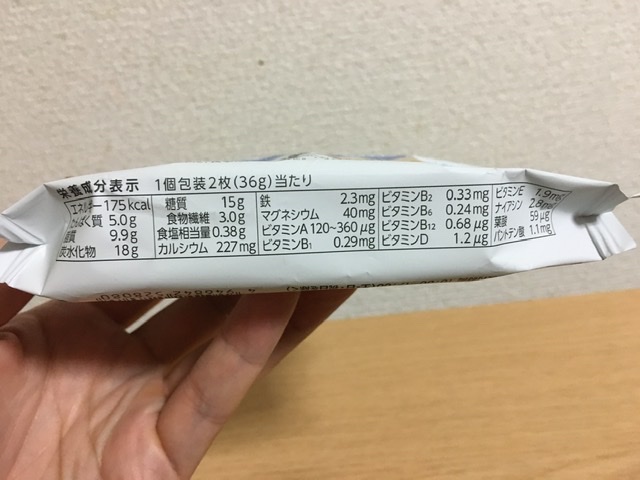 栄養成分表示 1個包装2枚(36g)当たり
エネルギー 175kcal
たんぱく質 5.0g
脂質 9.9g
炭水化物 18g
糖質 15g
食物繊維 3.0g
食塩相当量 0.38g
カルシウム 227mg
鉄 2.3mg
マグネシウム 40mg
ビタミンA 120~360μg
ビタミンB₁ 0.29mg
ビタミンB₂ 0.33mg
ビタミンB₆ 0.24mg
ビタミンB₁₂ 0.68μg
ビタミンD 1.2μg
ビタミンE 1.9mg
ナイアシン 2.8mg
葉酸 59μg
パントテン酸 1.1mg